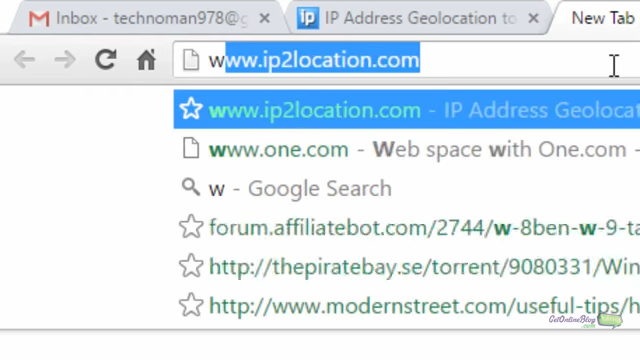 Inbox - technoman978@g
IP Address Geolocation to
New Tab
www.ip2location.com
www.ip2location.com - IP Address Geoloca
www.one.com - Web space with One.com -
w - Google Search
forum.affiliatebot.com/2744/w-8ben-w-9-ta
http://thepiratebay.se/torrent/9080331/Win
http://www.modernstreet.com/useful-tips/h
GetOnlineBlog
.com